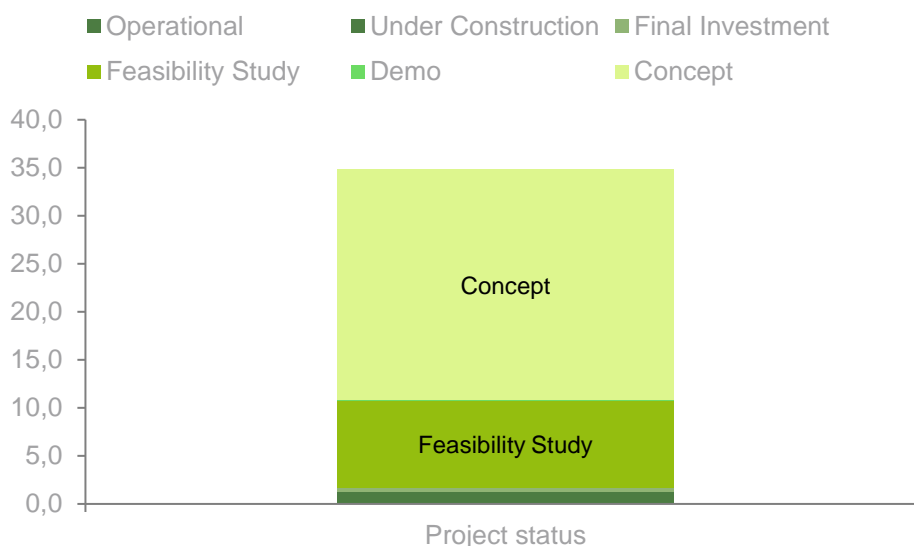 Operational Under Construction Final Investment
Feasibility Study Demo Concept
40,0
35,0
30,0
25,0
20,0
15,0
10,0
5,0
0,0
Concept
Feasibility Study
Project status